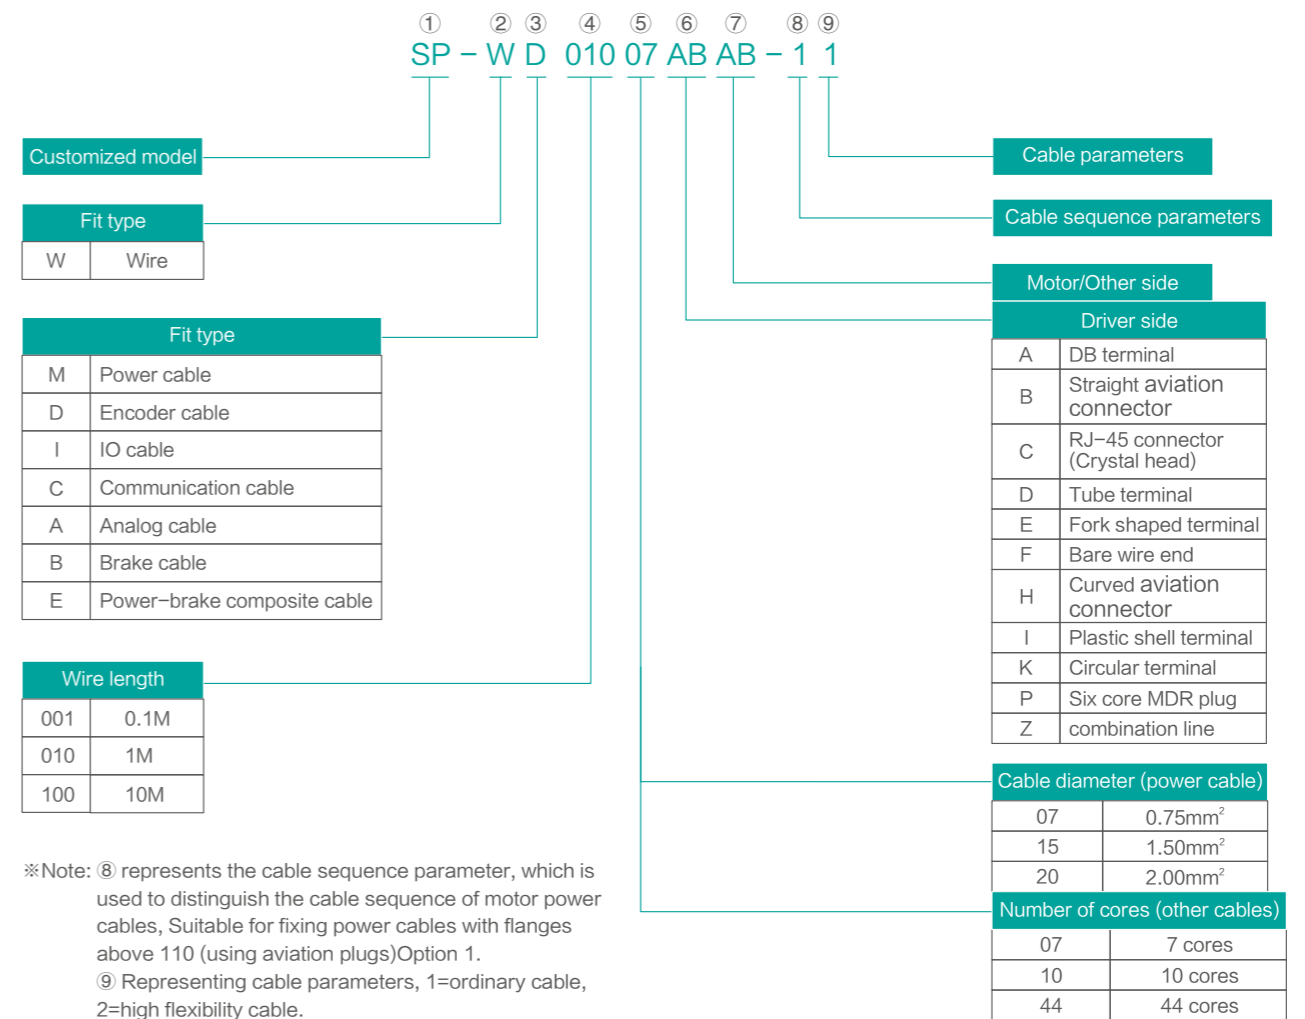 ① ② ③ ④ ⑤ ⑥ ⑦ ⑧ ⑨
SP - W D 010 07 AB AB - 1 1
Customized model
Fit type
W Wire
Fit type
M Power cable
D Encoder cable
I IO cable
C Communication cable
A Analog cable
B Brake cable
E Power-brake composite cable
Wire length
001 0.1M
010 1M
100 10M
※Note: ⑧ represents the cable sequence parameter, which is
used to distinguish the cable sequence of motor power
cables, Suitable for fixing power cables with flanges
above 110 (using aviation plugs)Option 1.
⑨ Representing cable parameters, 1=ordinary cable,
2=high flexibility cable.
Cable parameters
Cable sequence parameters
Motor/Other side
Driver side
A DB terminal
B Straight aviation
connector
C RJ-45 connector
(Crystal head)
D Tube terminal
E Fork shaped terminal
F Bare wire end
H Curved aviation
connector
I Plastic shell terminal
K Circular terminal
P Six core MDR plug
Z combination line
Cable diameter (power cable)
07 0.75mm²
15 1.50mm²
20 2.00mm²
Number of cores (other cables)
07 7 cores
10 10 cores
44 44 cores